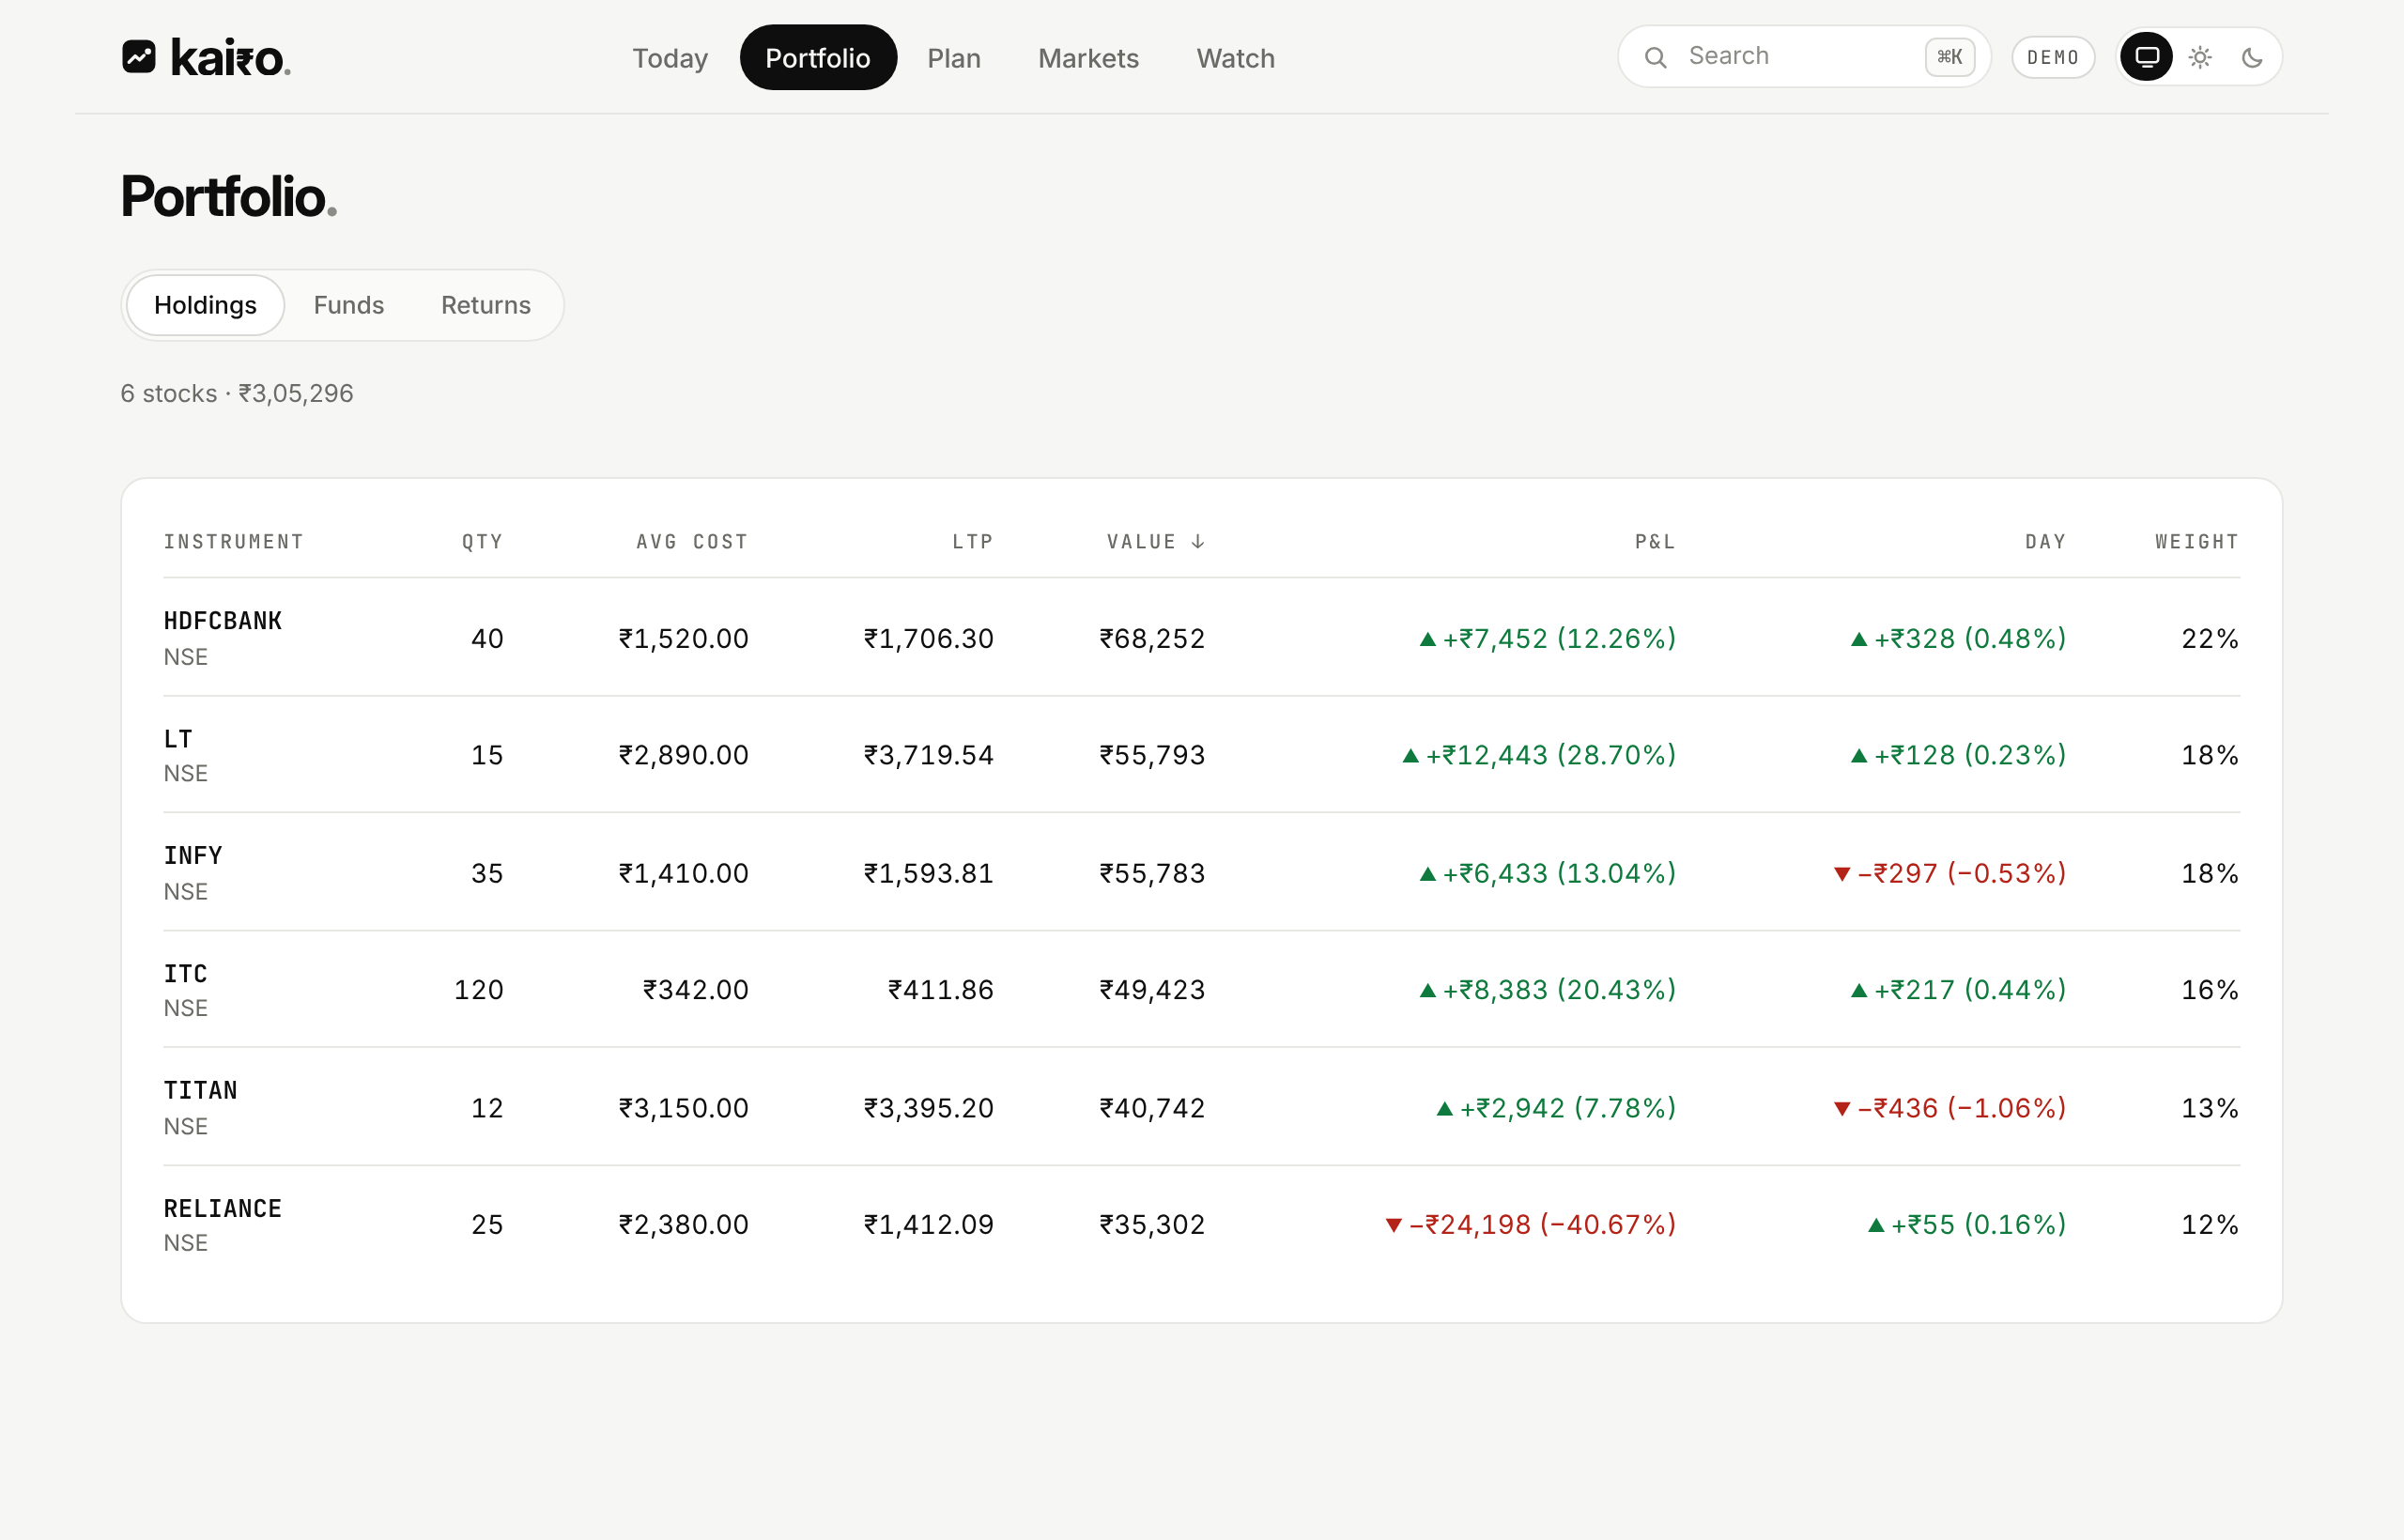 kai₹o.
Today Portfolio Plan Markets Watch
Search ⌘K DEMO
Portfolio.
Holdings Funds Returns
6 stocks · ₹3,05,296
INSTRUMENT QTY AVG COST LTP VALUE ↓ P&L DAY WEIGHT
HDFCBANK
NSE
40 ₹1,520.00 ₹1,706.30 ₹68,252 ▲ +₹7,452 (12.26%) ▲ +₹328 (0.48%) 22%
LT
NSE
15 ₹2,890.00 ₹3,719.54 ₹55,793 ▲ +₹12,443 (28.70%) ▲ +₹128 (0.23%) 18%
INFY
NSE
35 ₹1,410.00 ₹1,593.81 ₹55,783 ▲ +₹6,433 (13.04%) ▼ −₹297 (−0.53%) 18%
ITC
NSE
120 ₹342.00 ₹411.86 ₹49,423 ▲ +₹8,383 (20.43%) ▲ +₹217 (0.44%) 16%
TITAN
NSE
12 ₹3,150.00 ₹3,395.20 ₹40,742 ▲ +₹2,942 (7.78%) ▼ −₹436 (−1.06%) 13%
RELIANCE
NSE
25 ₹2,380.00 ₹1,412.09 ₹35,302 ▼ −₹24,198 (−40.67%) ▲ +₹55 (0.16%) 12%